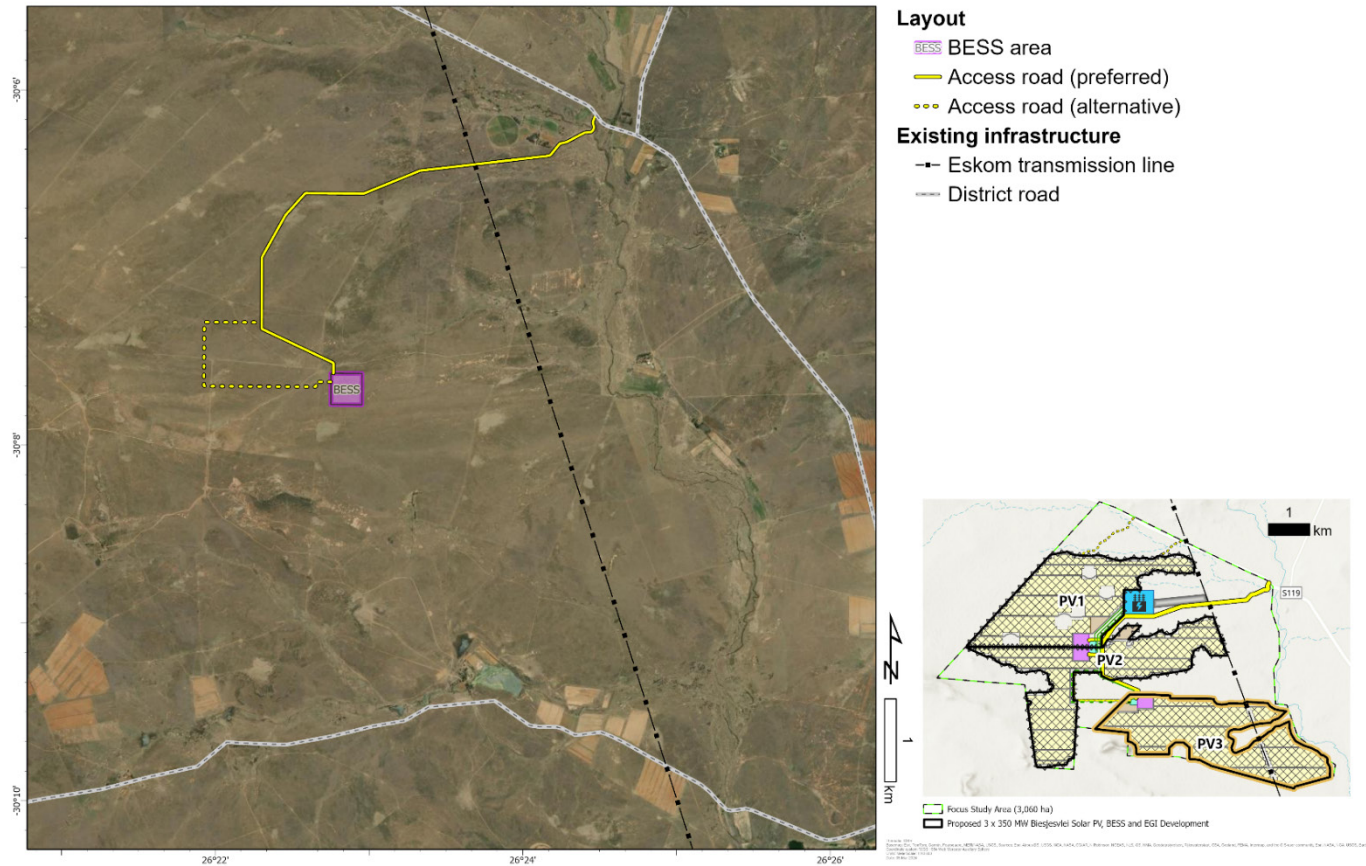 Layout
BESS BESS area
Access road (preferred)
Access road (alternative)
Existing infrastructure
Eskom transmission line
District road
-30°6'
-30°8'
-30°10'
BESS
26°22'
26°24'
26°26'
N
1
km
1
km
S119
PV1
PV2
PV3
Focus Study Area (3,060 ha)
Proposed 3 x 350 MW Biesjesvlei Solar PV, BESS and EGI Development